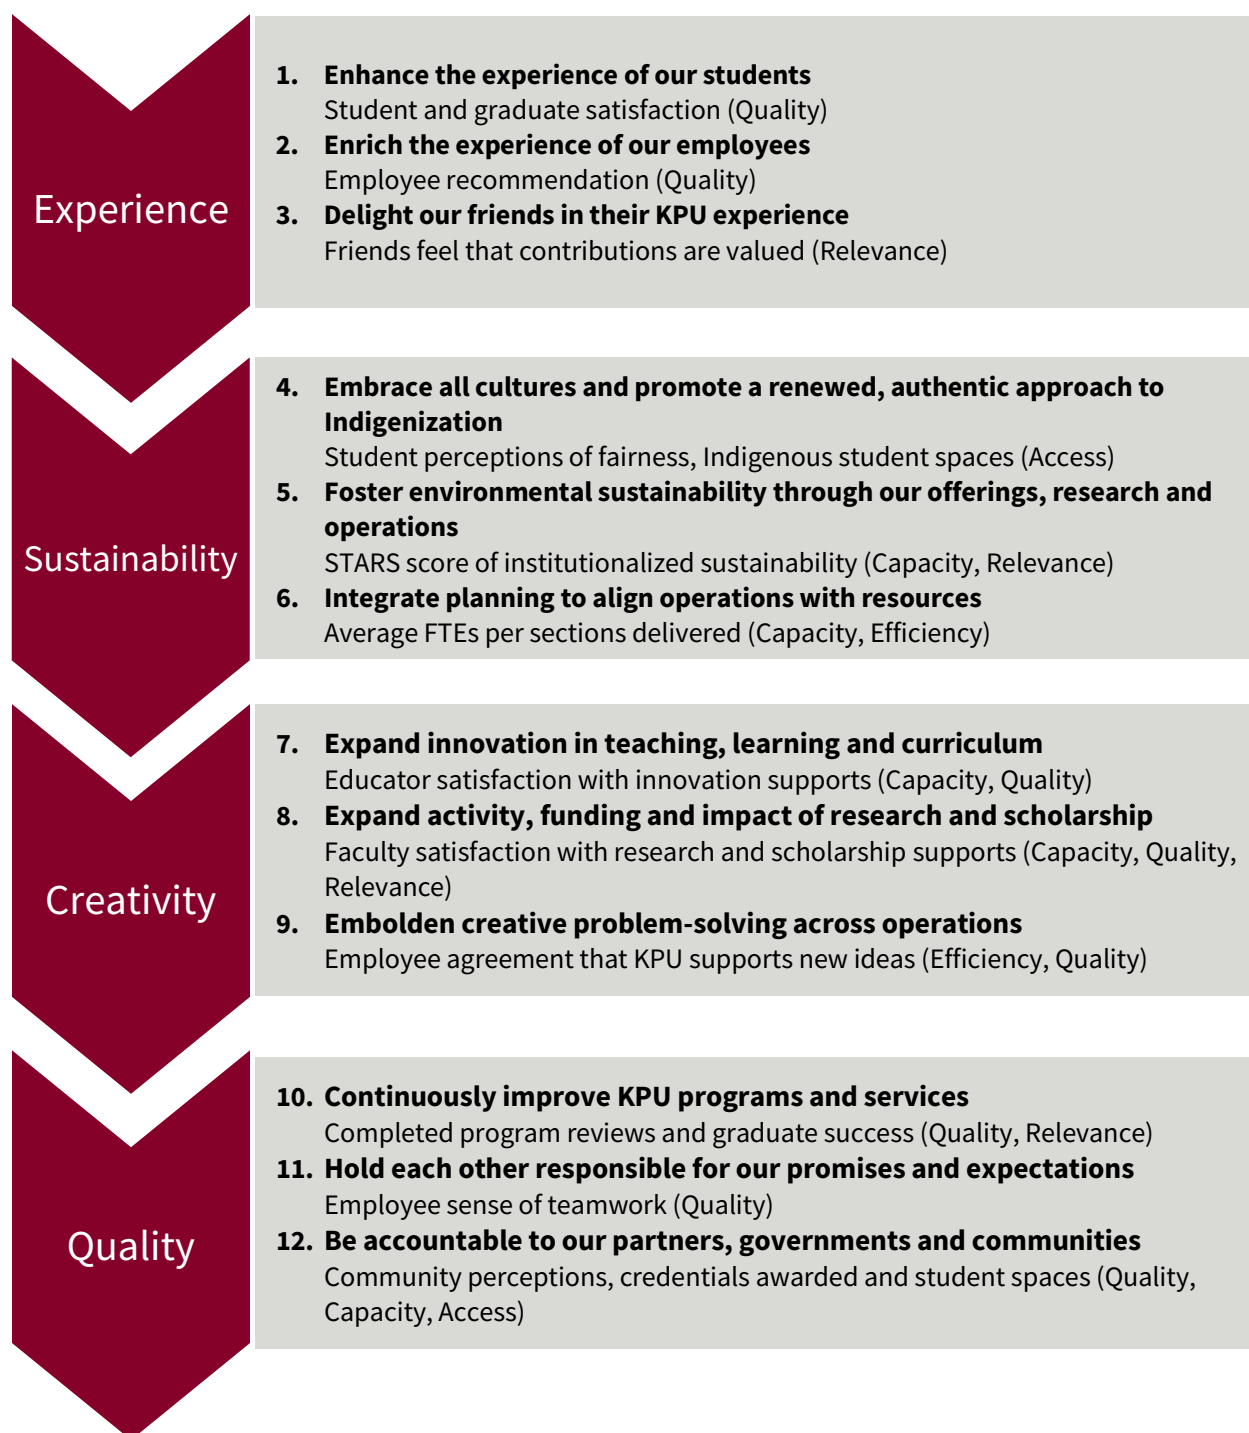 Experience
1. Enhance the experience of our students
Student and graduate satisfaction (Quality)
2. Enrich the experience of our employees
Employee recommendation (Quality)
3. Delight our friends in their KPU experience
Friends feel that contributions are valued (Relevance)
Sustainability
4. Embrace all cultures and promote a renewed, authentic approach to
Indigenization
Student perceptions of fairness, Indigenous student spaces (Access)
5. Foster environmental sustainability through our offerings, research and
operations
STARS score of institutionalized sustainability (Capacity, Relevance)
6. Integrate planning to align operations with resources
Average FTEs per sections delivered (Capacity, Efficiency)
Creativity
7. Expand innovation in teaching, learning and curriculum
Educator satisfaction with innovation supports (Capacity, Quality)
8. Expand activity, funding and impact of research and scholarship
Faculty satisfaction with research and scholarship supports (Capacity, Quality,
Relevance)
9. Embolden creative problem-solving across operations
Employee agreement that KPU supports new ideas (Efficiency, Quality)
Quality
10. Continuously improve KPU programs and services
Completed program reviews and graduate success (Quality, Relevance)
11. Hold each other responsible for our promises and expectations
Employee sense of teamwork (Quality)
12. Be accountable to our partners, governments and communities
Community perceptions, credentials awarded and student spaces (Quality,
Capacity, Access)